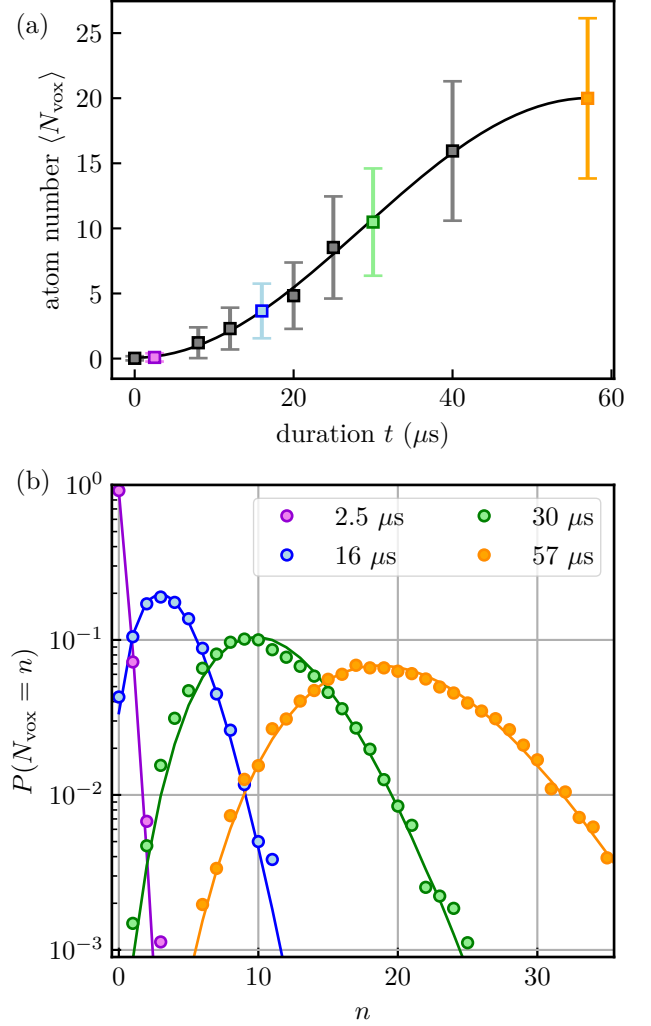 (a)
25
20
15
10
5
0
atom number ⟨N_vox⟩
0 20 40 60
duration t (μs)
(b)
10^0
10^−1
10^−2
10^−3
P(N_vox = n)
2.5 μs 30 μs
16 μs 57 μs
0 10 20 30
n